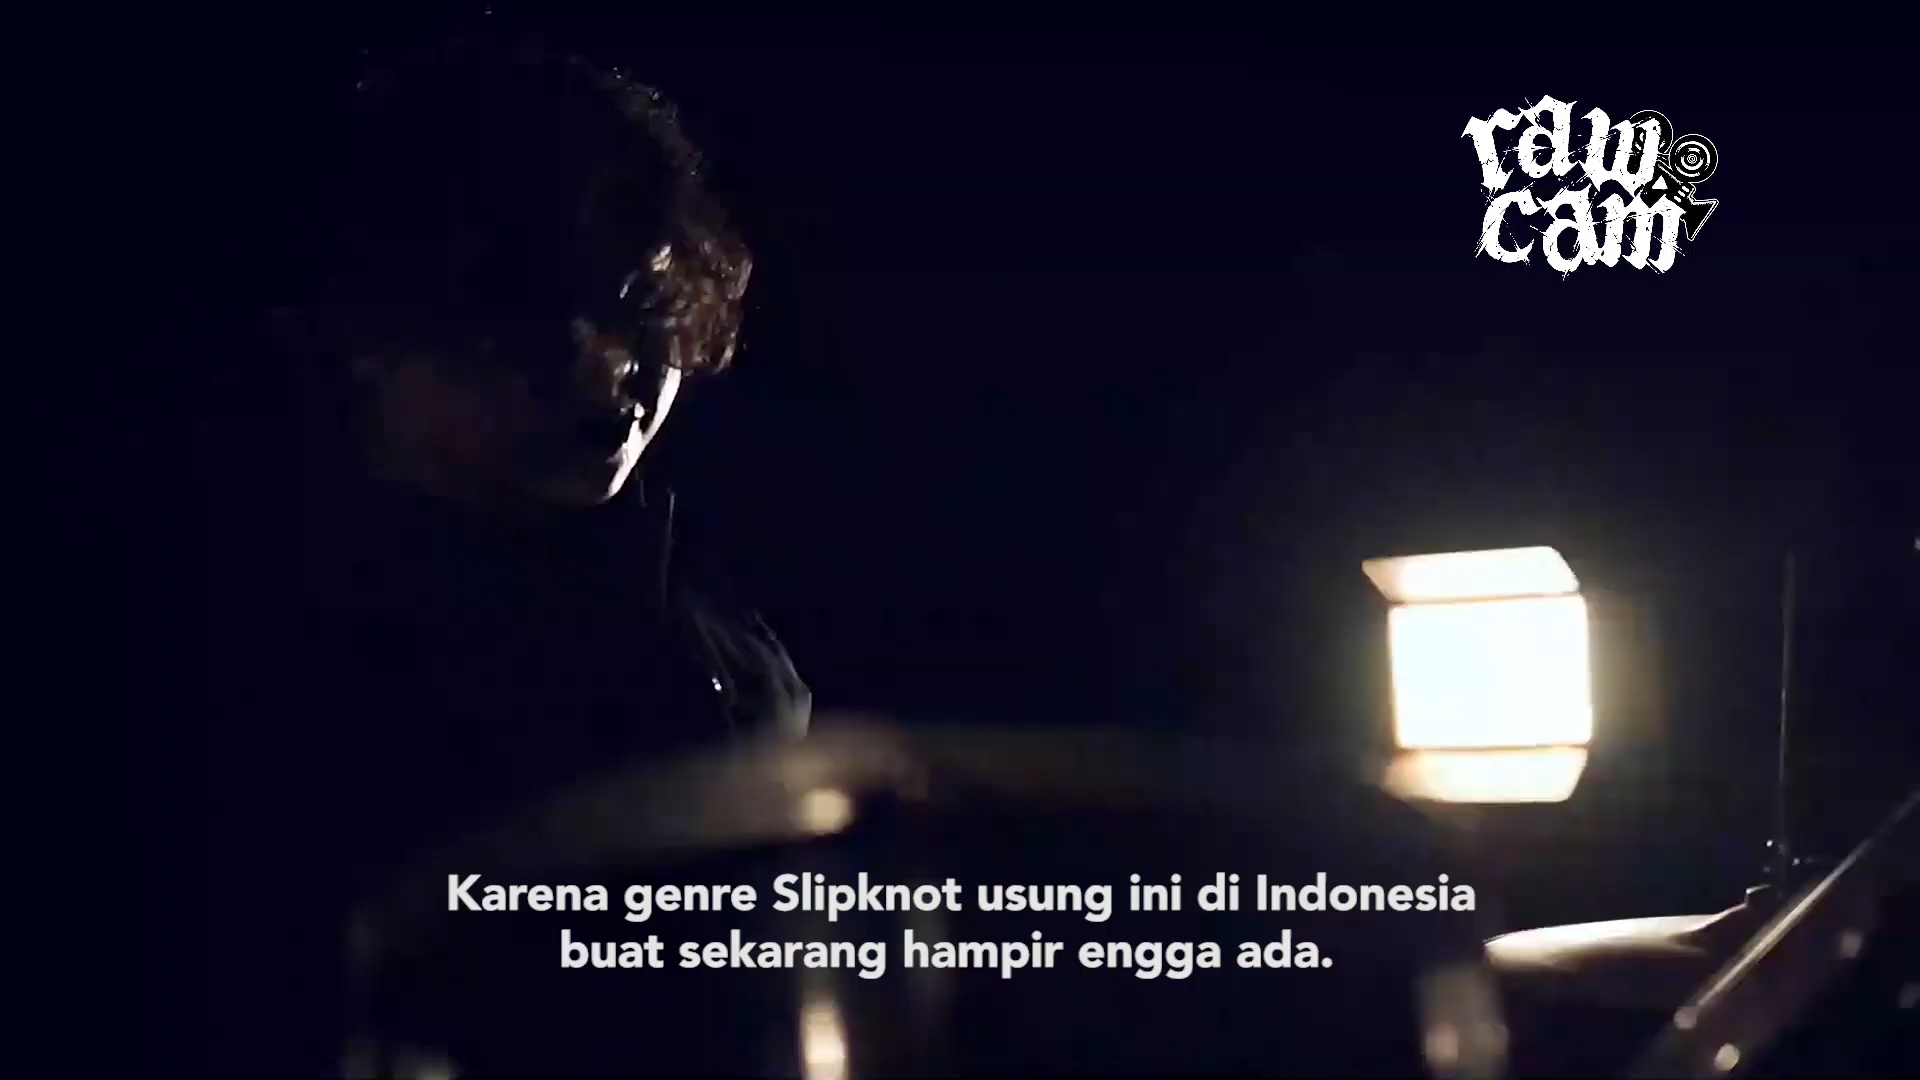 raw
cam
Karena genre Slipknot usung ini di Indonesia
buat sekarang hampir engga ada.